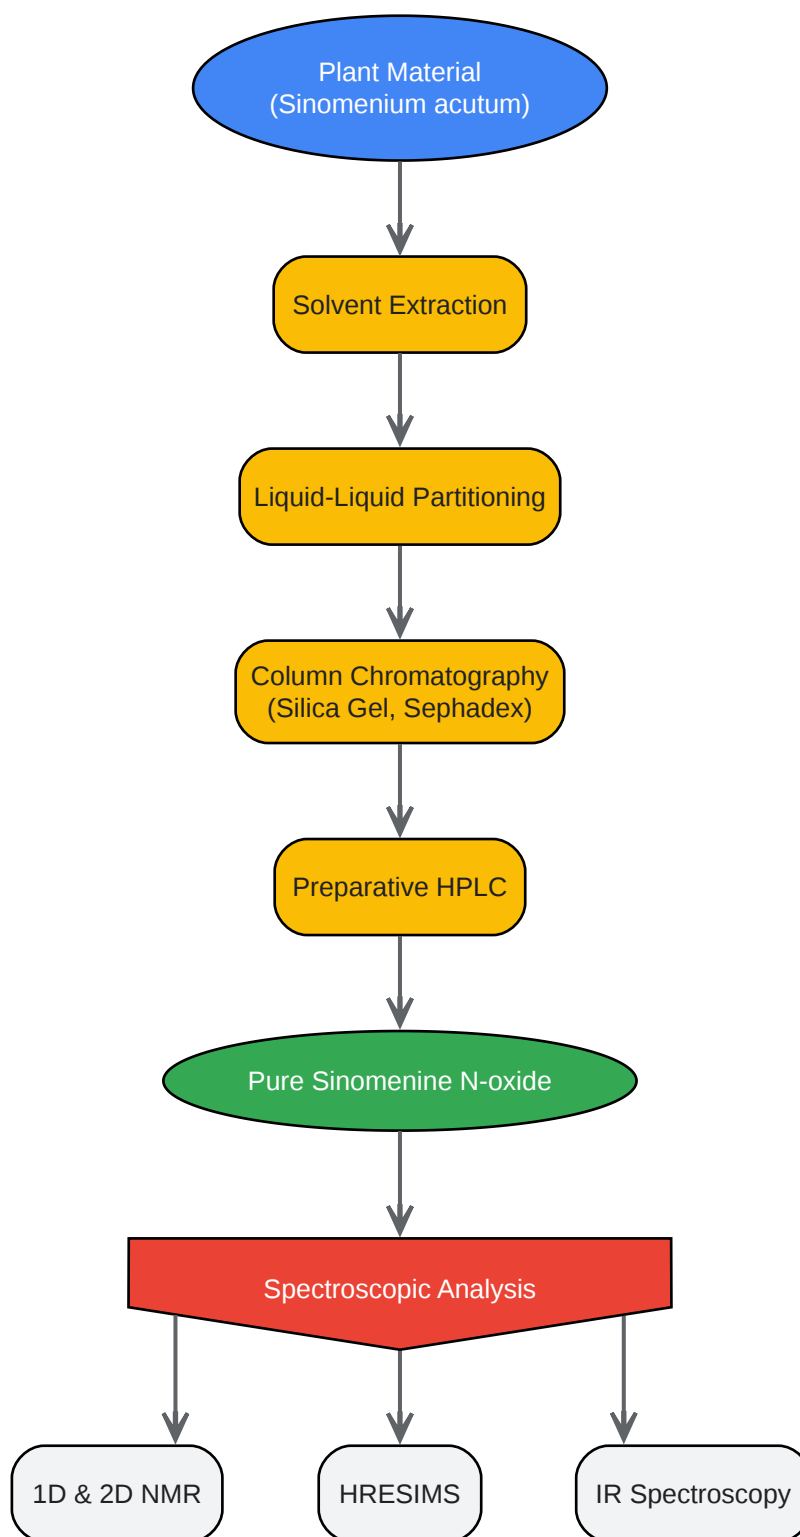 Plant Material
(Sinomenium acutum)
Solvent Extraction
Liquid-Liquid Partitioning
Column Chromatography
(Silica Gel, Sephadex)
Preparative HPLC
Pure Sinomenine N-oxide
Spectroscopic Analysis
1D & 2D NMR
HRESIMS
IR Spectroscopy